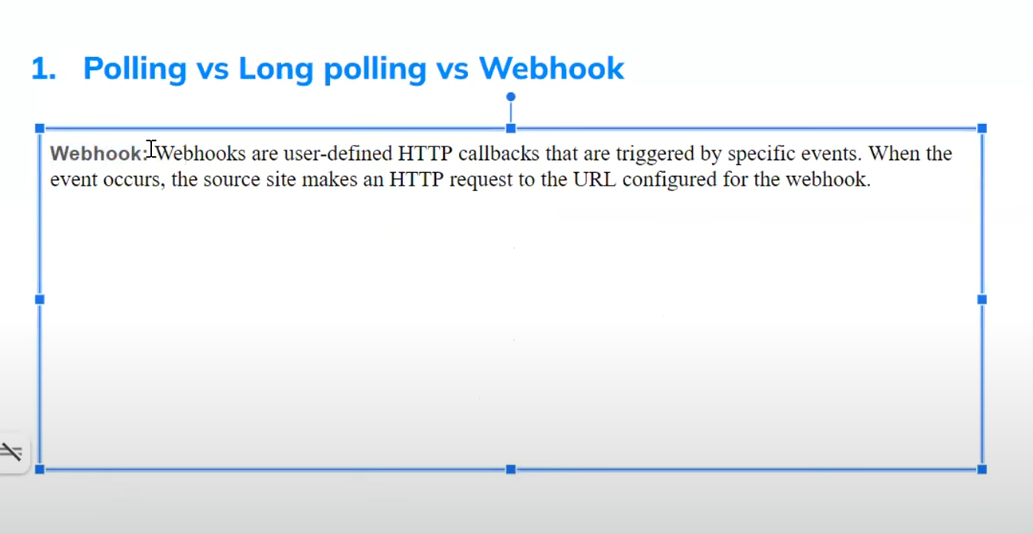 1. Polling vs Long polling vs Webhook
Webhook: Webhooks are user-defined HTTP callbacks that are triggered by specific events. When the
event occurs, the source site makes an HTTP request to the URL configured for the webhook.